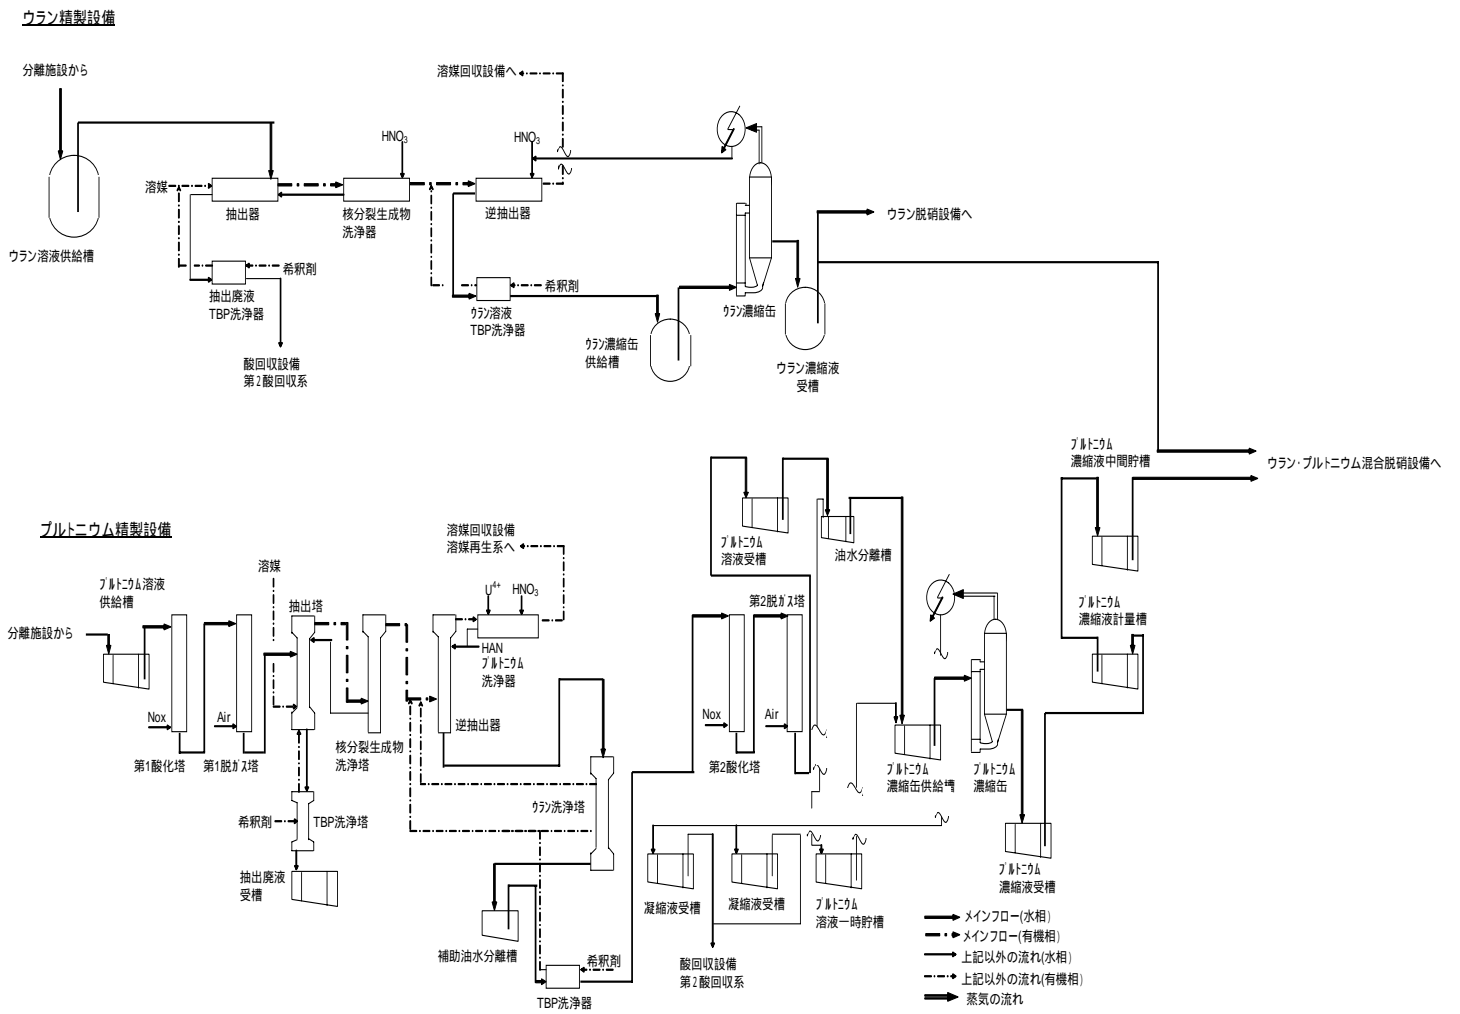 ウラン精製設備
分離施設から
溶媒回収設備へ
HNO3
HNO3
溶媒
抽出器
核分裂生成物
洗浄器
逆抽出器
ウラン脱硝設備へ
ウラン溶液供給槽
希釈剤
抽出廃液
TBP洗浄器
希釈剤
ウラン溶液
TBP洗浄器
ウラン濃縮缶
ウラン濃縮缶
供給槽
酸回収設備
第2酸回収系
ウラン濃縮液
受槽
プルトニウム
濃縮液中間貯槽
ウラン・プルトニウム混合脱硝設備へ
プルトニウム精製設備
溶媒回収設備
溶媒再生系へ
プルトニウム
溶液受槽
油水分離槽
溶媒
プルトニウム溶液
供給槽
抽出塔
U4+
HNO3
第2脱ガス塔
プルトニウム
濃縮液計量槽
分離施設から
HAN
プルトニウム
洗浄器
Nox
Air
逆抽出器
Nox
Air
第1酸化塔
第1脱ガス塔
核分裂生成物
洗浄塔
第2酸化塔
プルトニウム
濃縮缶供給槽
プルトニウム
濃縮缶
ウラン洗浄塔
希釈剤
TBP洗浄塔
抽出廃液
受槽
凝縮液受槽
凝縮液受槽
プルトニウム
溶液一時貯槽
プルトニウム
濃縮液受槽
補助油水分離槽
希釈剤
TBP洗浄器
酸回収設備
第2酸回収系
メインフロー(水相)
メインフロー(有機相)
上記以外の流れ(水相)
上記以外の流れ(有機相)
蒸気の流れ